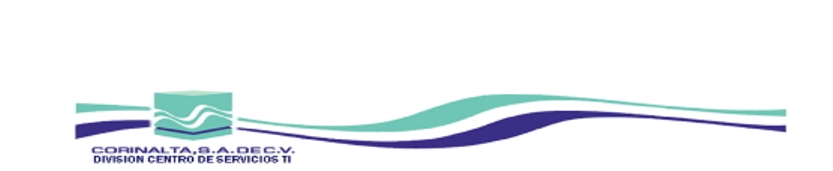 CORINALTA,S.A.DE C.V.
DIVISION CENTRO DE SERVICIOS TI